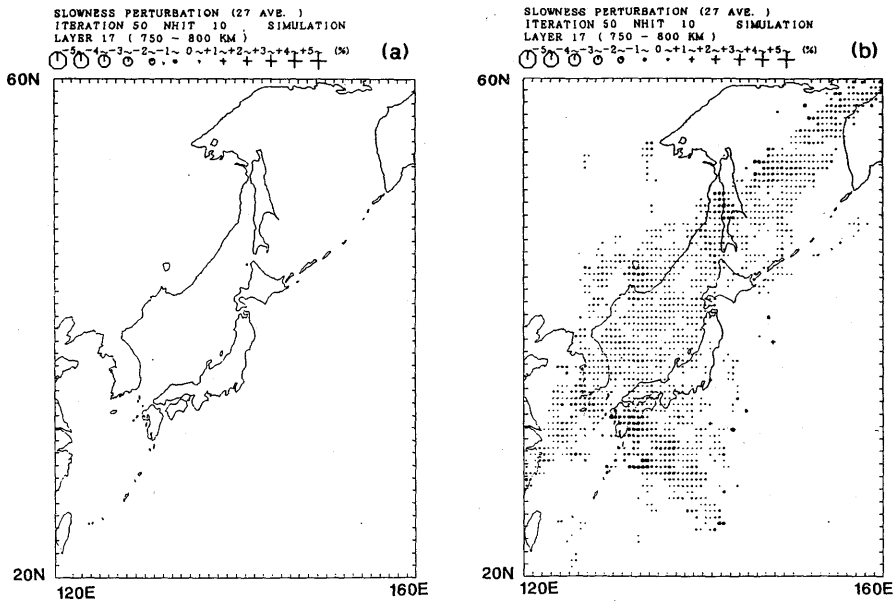 SLOWNESS PERTURBATION (27 AVE. )
ITERATION 50 NHIT 10 SIMULATION
LAYER 17 ( 750 - 800 KM)
-5~-4~-3~-2~-1~ 0~+1~+2~+3~+4~+5~ (%)
(a)
60N
20N
120E
160E
SLOWNESS PERTURBATION (27 AVE. )
ITERATION 50 NHIT 10 SIMULATION
LAYER 17 ( 750 - 800 KM)
-5~-4~-3~-2~-1~ 0~+1~+2~+3~+4~+5~ (%)
(b)
60N
20N
120E
160E